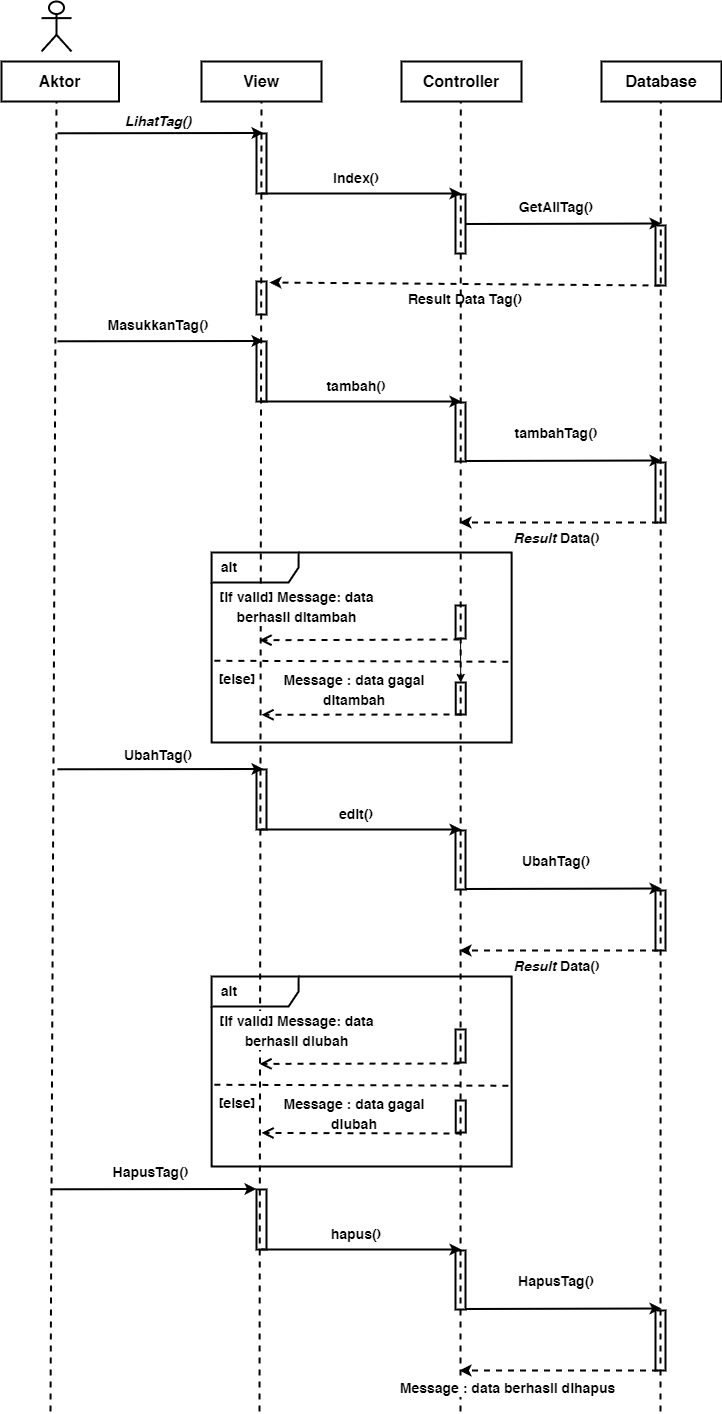 Aktor
View
Controller
Database
LihatTag()
Index()
GetAllTag()
Result Data Tag()
MasukkanTag()
tambah()
tambahTag()
Result Data()
alt
[If valid] Message: data
berhasil ditambah
[else]
Message : data gagal
ditambah
UbahTag()
edit()
UbahTag()
Result Data()
alt
[If valid] Message: data
berhasil diubah
[else]
Message : data gagal
diubah
HapusTag()
hapus()
HapusTag()
Message : data berhasil dihapus